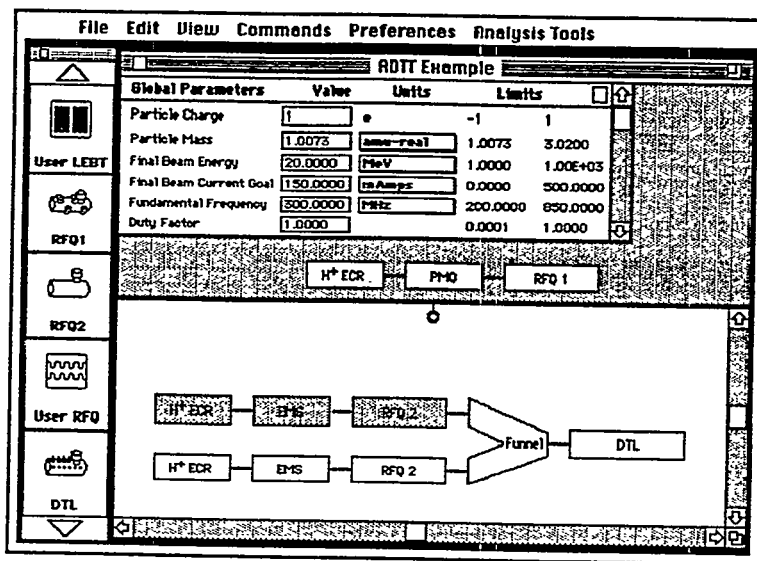 File Edit View Commands Preferences Analysis Tools
ADTT Example
Global Parameters Value Units Limits
Particle Charge 1 e -1 1
Particle Mass 1.0073 amu-real 1.0073 3.0200
Final Beam Energy 20.0000 MeV 1.0000 1.00E+03
Final Beam Current Goal 150.0000 mAmps 0.0000 500.0000
Fundamental Frequency 300.0000 MHz 200.0000 850.0000
Duty Factor 1.0000 0.0001 1.0000
User LEBT
RFQ1
RFQ2
User RFQ
DTL
H+ ECR PMQ RFQ 1
H+ ECR EMS RFQ 2
Funnel DTL
H+ ECR EMS RFQ 2